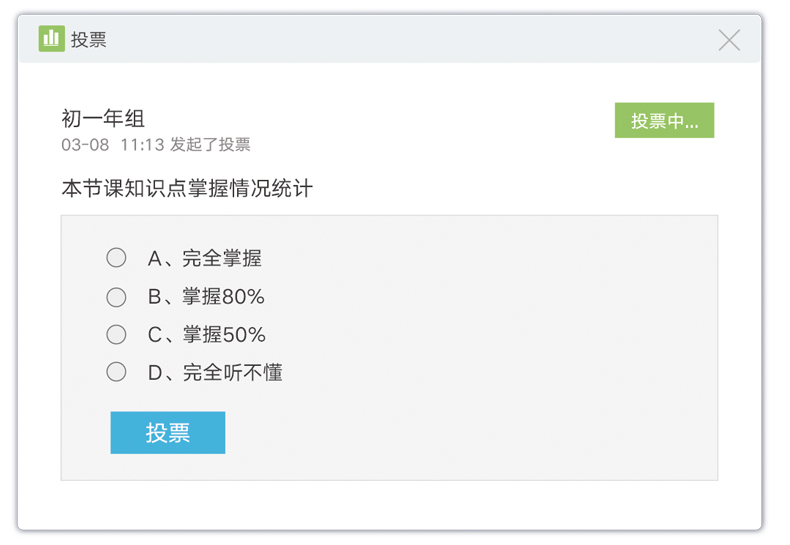 投票
初一年组
投票中...
03-08 11:13 发起了投票
本节课知识点掌握情况统计
A、完全掌握
B、掌握80%
C、掌握50%
D、完全听不懂
投票